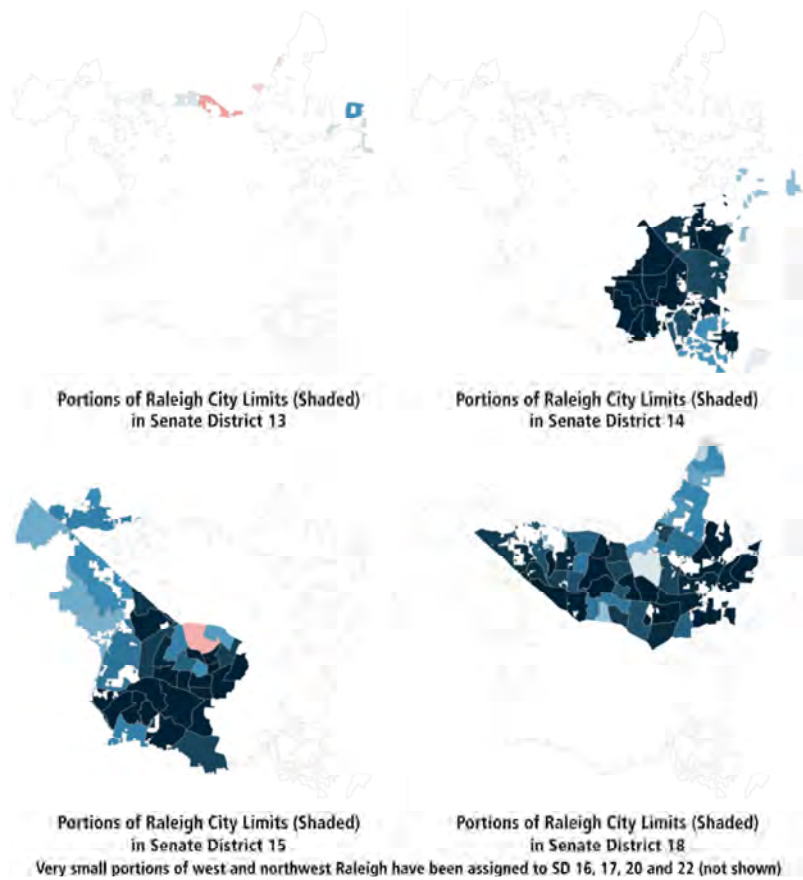 Portions of Raleigh City Limits (Shaded)
in Senate District 13
Portions of Raleigh City Limits (Shaded)
in Senate District 14
Portions of Raleigh City Limits (Shaded)
in Senate District 15
Portions of Raleigh City Limits (Shaded)
in Senate District 18
Very small portions of west and northwest Raleigh have been assigned to SD 16, 17, 20 and 22 (not shown)